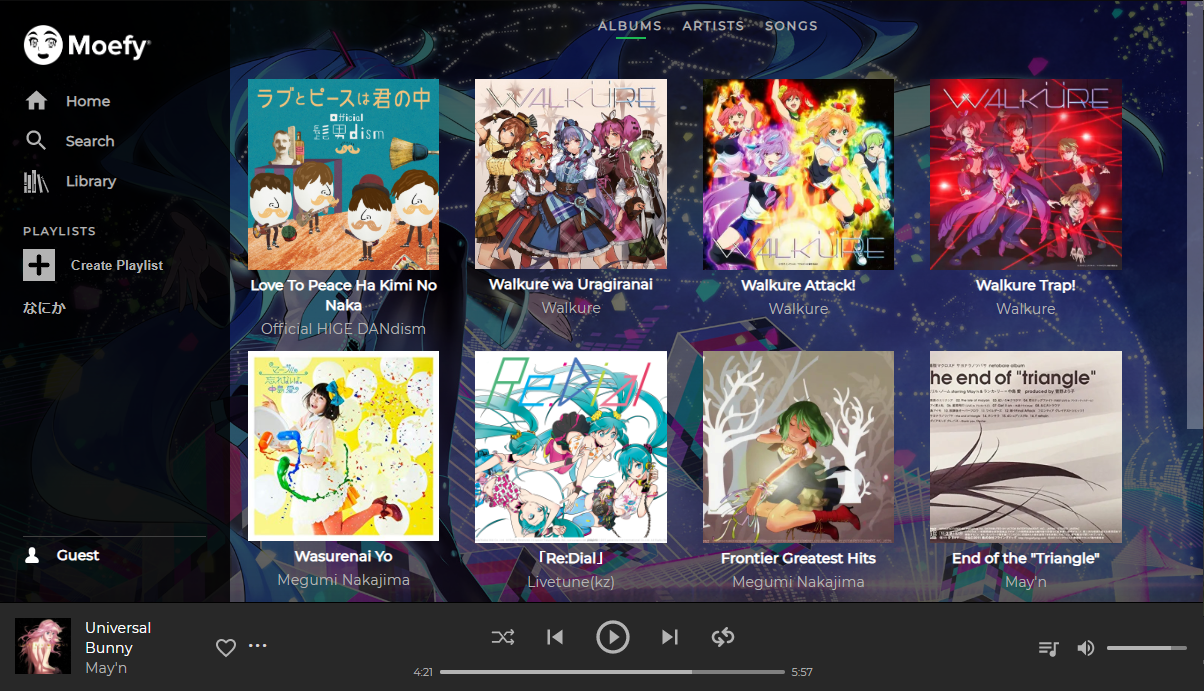 Moefy
Home
Search
Library
PLAYLISTS
Create Playlist
なにか
Guest
ALBUMS ARTISTS SONGS
ラブとピースは君の中
Official
髭男dism
Love To Peace Ha Kimi No
Naka
Official HIGE DANdism
WALKÜRE
Walkure wa Uragiranai
Walkure
WALKÜRE
Walkure Attack!
Walkure
WALKÜRE
Walkure Trap!
Walkure
中島愛
Wasurenai Yo
Megumi Nakajima
Re:Dial
「Re:Dial」
Livetune(kz)
Frontier Greatest Hits
Megumi Nakajima
he end of "triangle"
End of the "Triangle"
May'n
Universal
Bunny
May'n
4:21
5:57